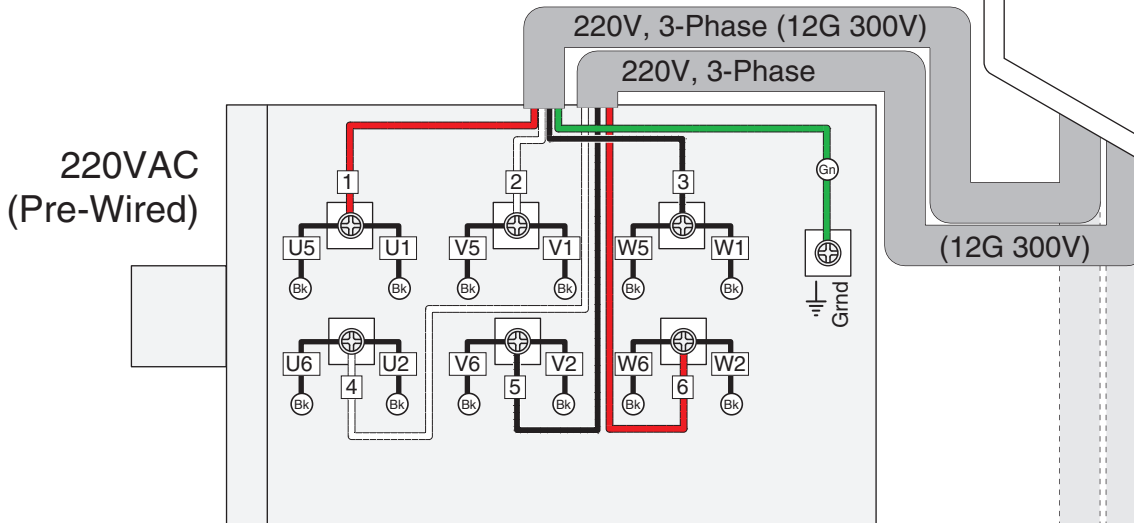 220V, 3-Phase (12G 300V)
220V, 3-Phase
220VAC
(Pre-Wired)
1
2
3
Gn
U5
U1
V5
V1
W5
W1
(12G 300V)
Bk
Bk
Bk
Bk
Bk
Bk
Grnd
U6
U2
V6
V2
W6
W2
4
5
6
Bk
Bk
Bk
Bk
Bk
Bk